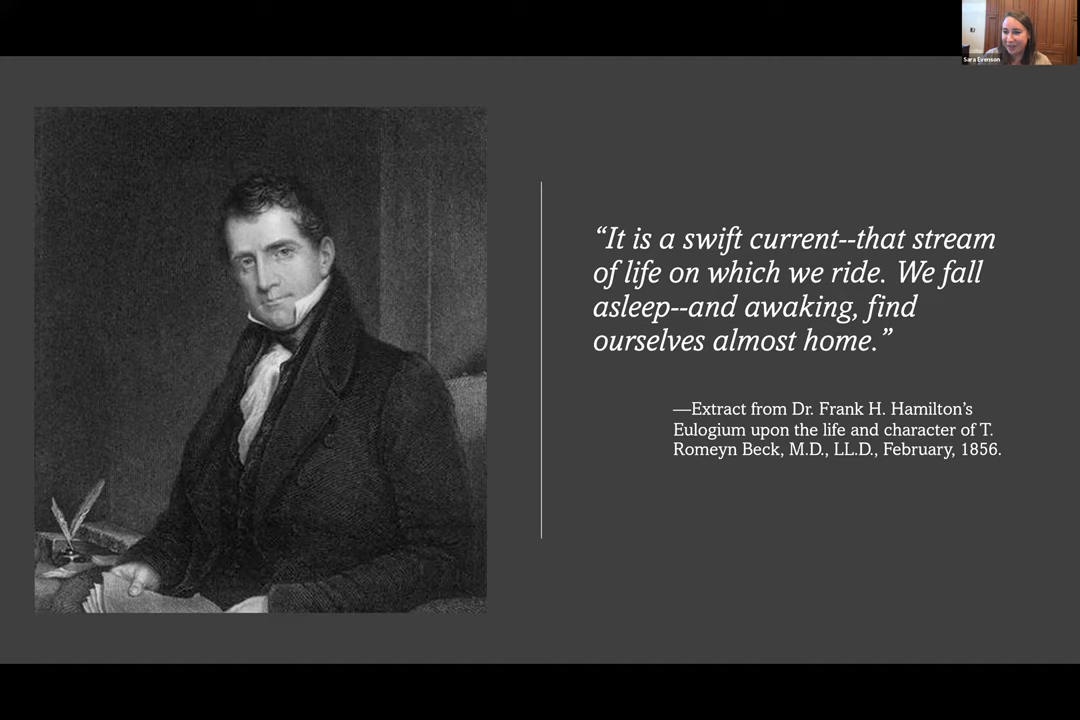 Sara Evenson
“It is a swift current--that stream
of life on which we ride. We fall
asleep--and awaking, find
ourselves almost home.”
—Extract from Dr. Frank H. Hamilton’s
Eulogium upon the life and character of T.
Romeyn Beck, M.D., LL.D., February, 1856.